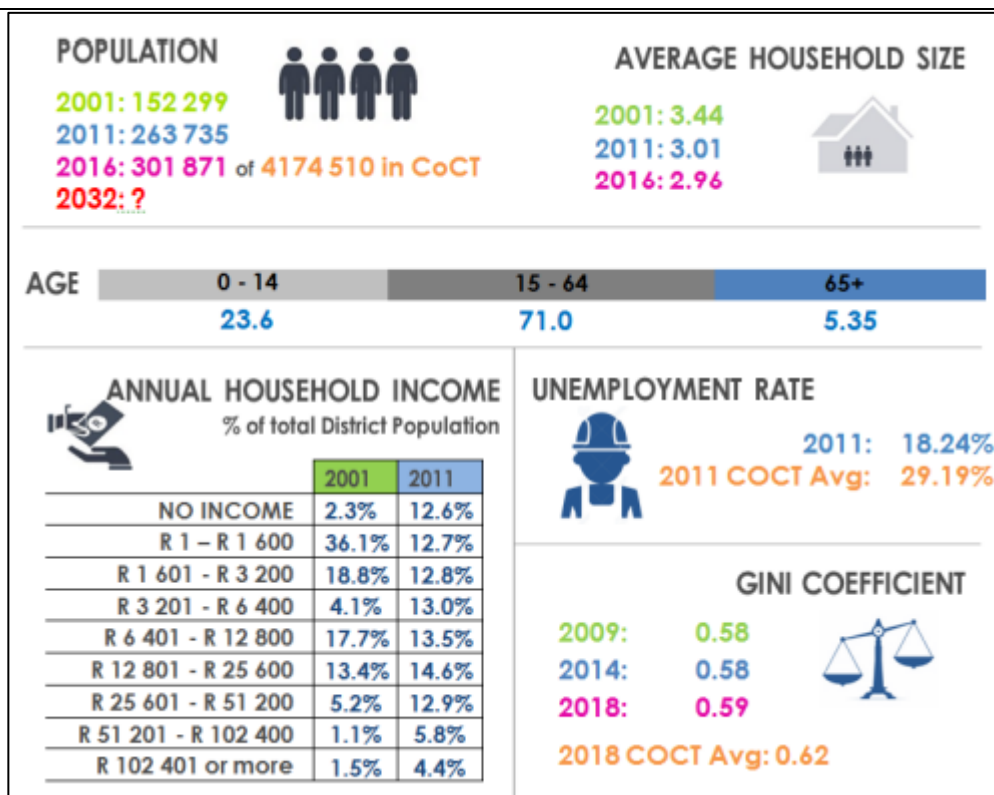 POPULATION
2001: 152 299
2011: 263 735
2016: 301 871 of 4174 510 in CoCT
2032: ?
AVERAGE HOUSEHOLD SIZE
2001: 3.44
2011: 3.01
2016: 2.96
AGE 0 - 14 15 - 64 65+
23.6 71.0 5.35
ANNUAL HOUSEHOLD INCOME
% of total District Population
2001 2011
NO INCOME 2.3% 12.6%
R 1 – R 1 600 36.1% 12.7%
R 1 601 - R 3 200 18.8% 12.8%
R 3 201 - R 6 400 4.1% 13.0%
R 6 401 - R 12 800 17.7% 13.5%
R 12 801 - R 25 600 13.4% 14.6%
R 25 601 - R 51 200 5.2% 12.9%
R 51 201 - R 102 400 1.1% 5.8%
R 102 401 or more 1.5% 4.4%
UNEMPLOYMENT RATE
2011: 18.24%
2011 COCT Avg: 29.19%
GINI COEFFICIENT
2009: 0.58
2014: 0.58
2018: 0.59
2018 COCT Avg: 0.62